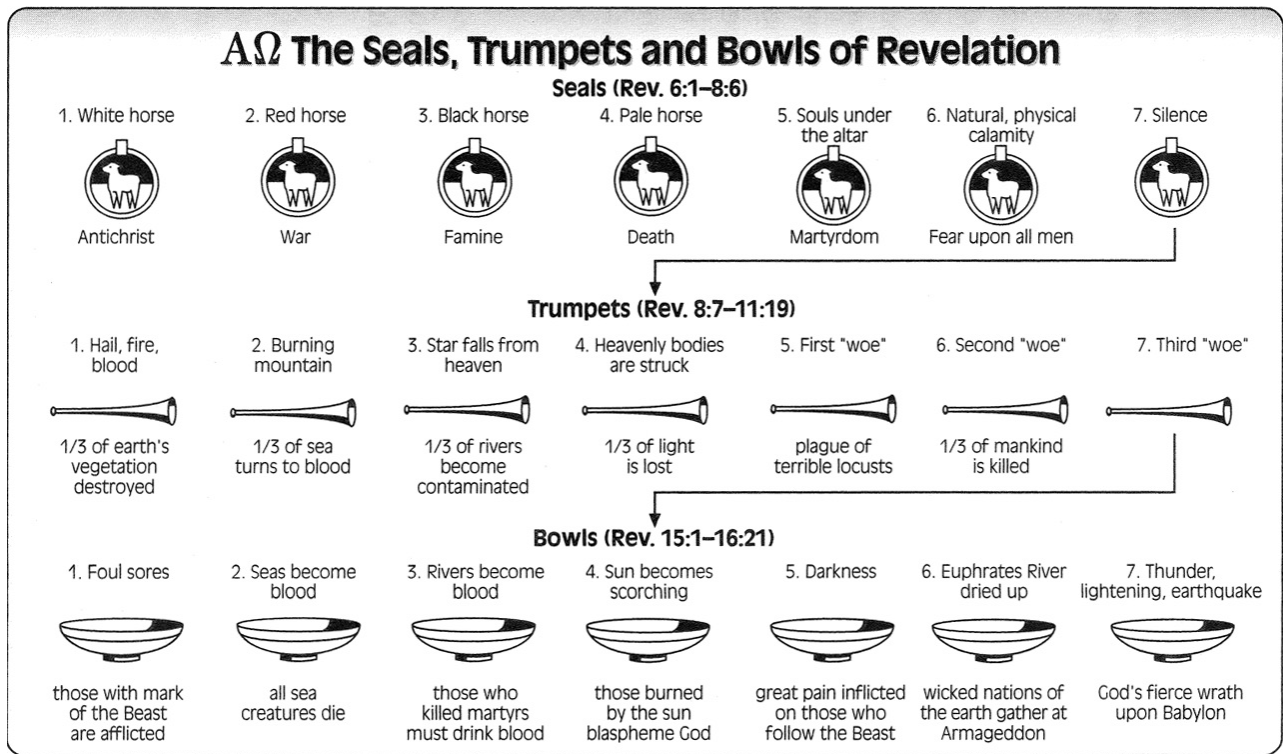 ΑΩ The Seals, Trumpets and Bowls of Revelation
Seals (Rev. 6:1–8:6)
1. White horse
2. Red horse
3. Black horse
4. Pale horse
5. Souls under
the altar
6. Natural, physical
calamity
7. Silence
Antichrist
War
Famine
Death
Martyrdom
Fear upon all men
Trumpets (Rev. 8:7–11:19)
1. Hail, fire,
blood
2. Burning
mountain
3. Star falls from
heaven
4. Heavenly bodies
are struck
5. First "woe"
6. Second "woe"
7. Third "woe"
1/3 of earth's
vegetation
destroyed
1/3 of sea
turns to blood
1/3 of rivers
become
contaminated
1/3 of light
is lost
plague of
terrible locusts
1/3 of mankind
is killed
Bowls (Rev. 15:1–16:21)
1. Foul sores
2. Seas become
blood
3. Rivers become
blood
4. Sun becomes
scorching
5. Darkness
6. Euphrates River
dried up
7. Thunder,
lightening, earthquake
those with mark
of the Beast
are afflicted
all sea
creatures die
those who
killed martyrs
must drink blood
those burned
by the sun
blaspheme God
great pain inflicted
on those who
follow the Beast
wicked nations of
the earth gather at
Armageddon
God's fierce wrath
upon Babylon